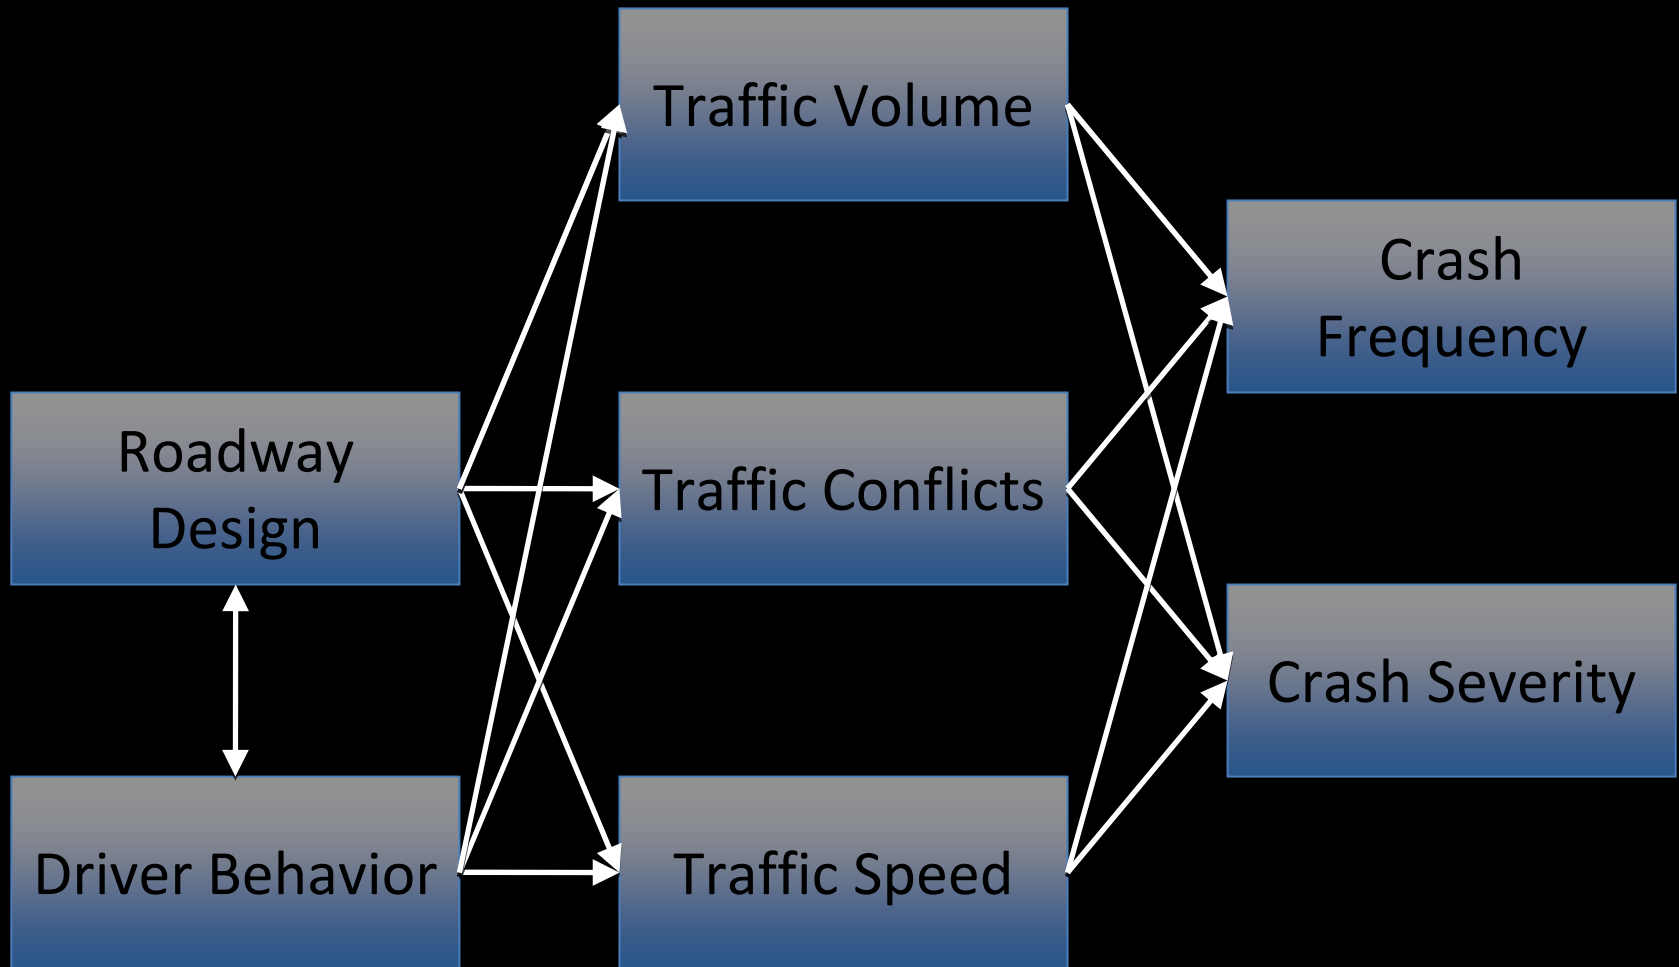 Traffic Volume
Crash
Frequency
Roadway
Design
Traffic Conflicts
Crash Severity
Driver Behavior
Traffic Speed